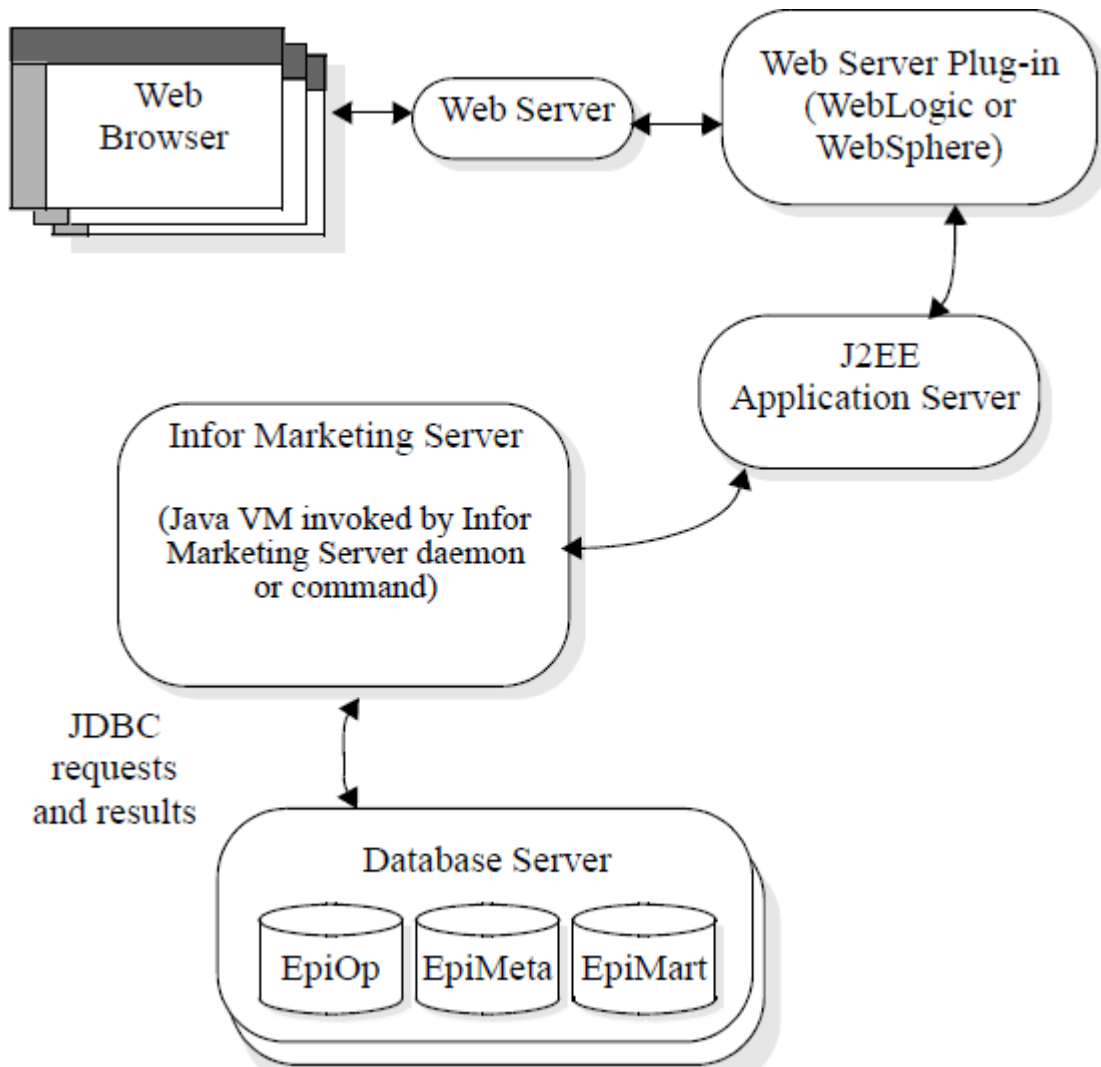 Web
Browser
Web Server
Web Server Plug-in
(WebLogic or
WebSphere)
J2EE
Application Server
Infor Marketing Server
(Java VM invoked by Infor
Marketing Server daemon
or command)
JDBC
requests
and results
Database Server
EpiOp
EpiMeta
EpiMart